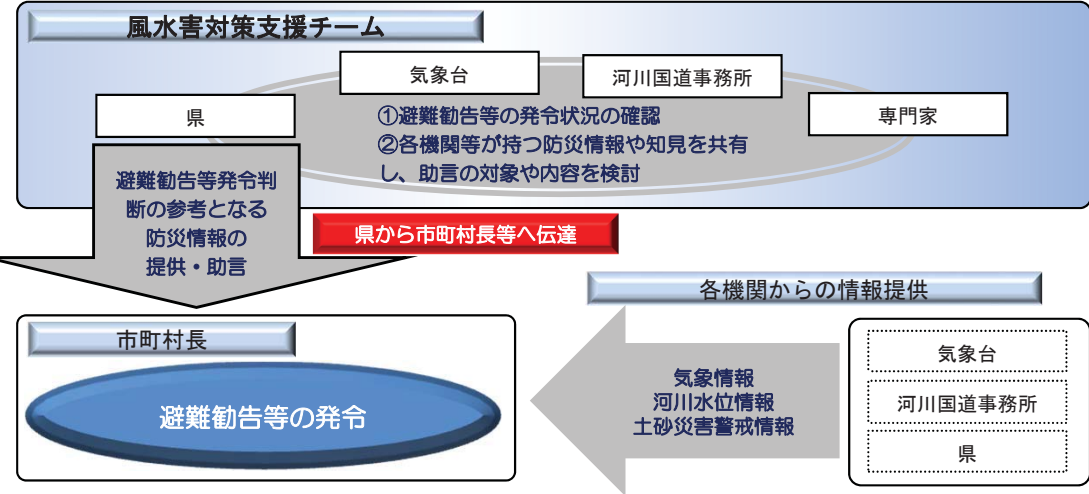 風水害対策支援チーム
気象台
河川国道事務所
県
専門家
①避難勧告等の発令状況の確認
②各機関等が持つ防災情報や知見を共有
し、助言の対象や内容を検討
避難勧告等発令判
断の参考となる
防災情報の
提供・助言
県から市町村長等へ伝達
各機関からの情報提供
市町村長
避難勧告等の発令
気象情報
河川水位情報
土砂災害警戒情報
気象台
河川国道事務所
県